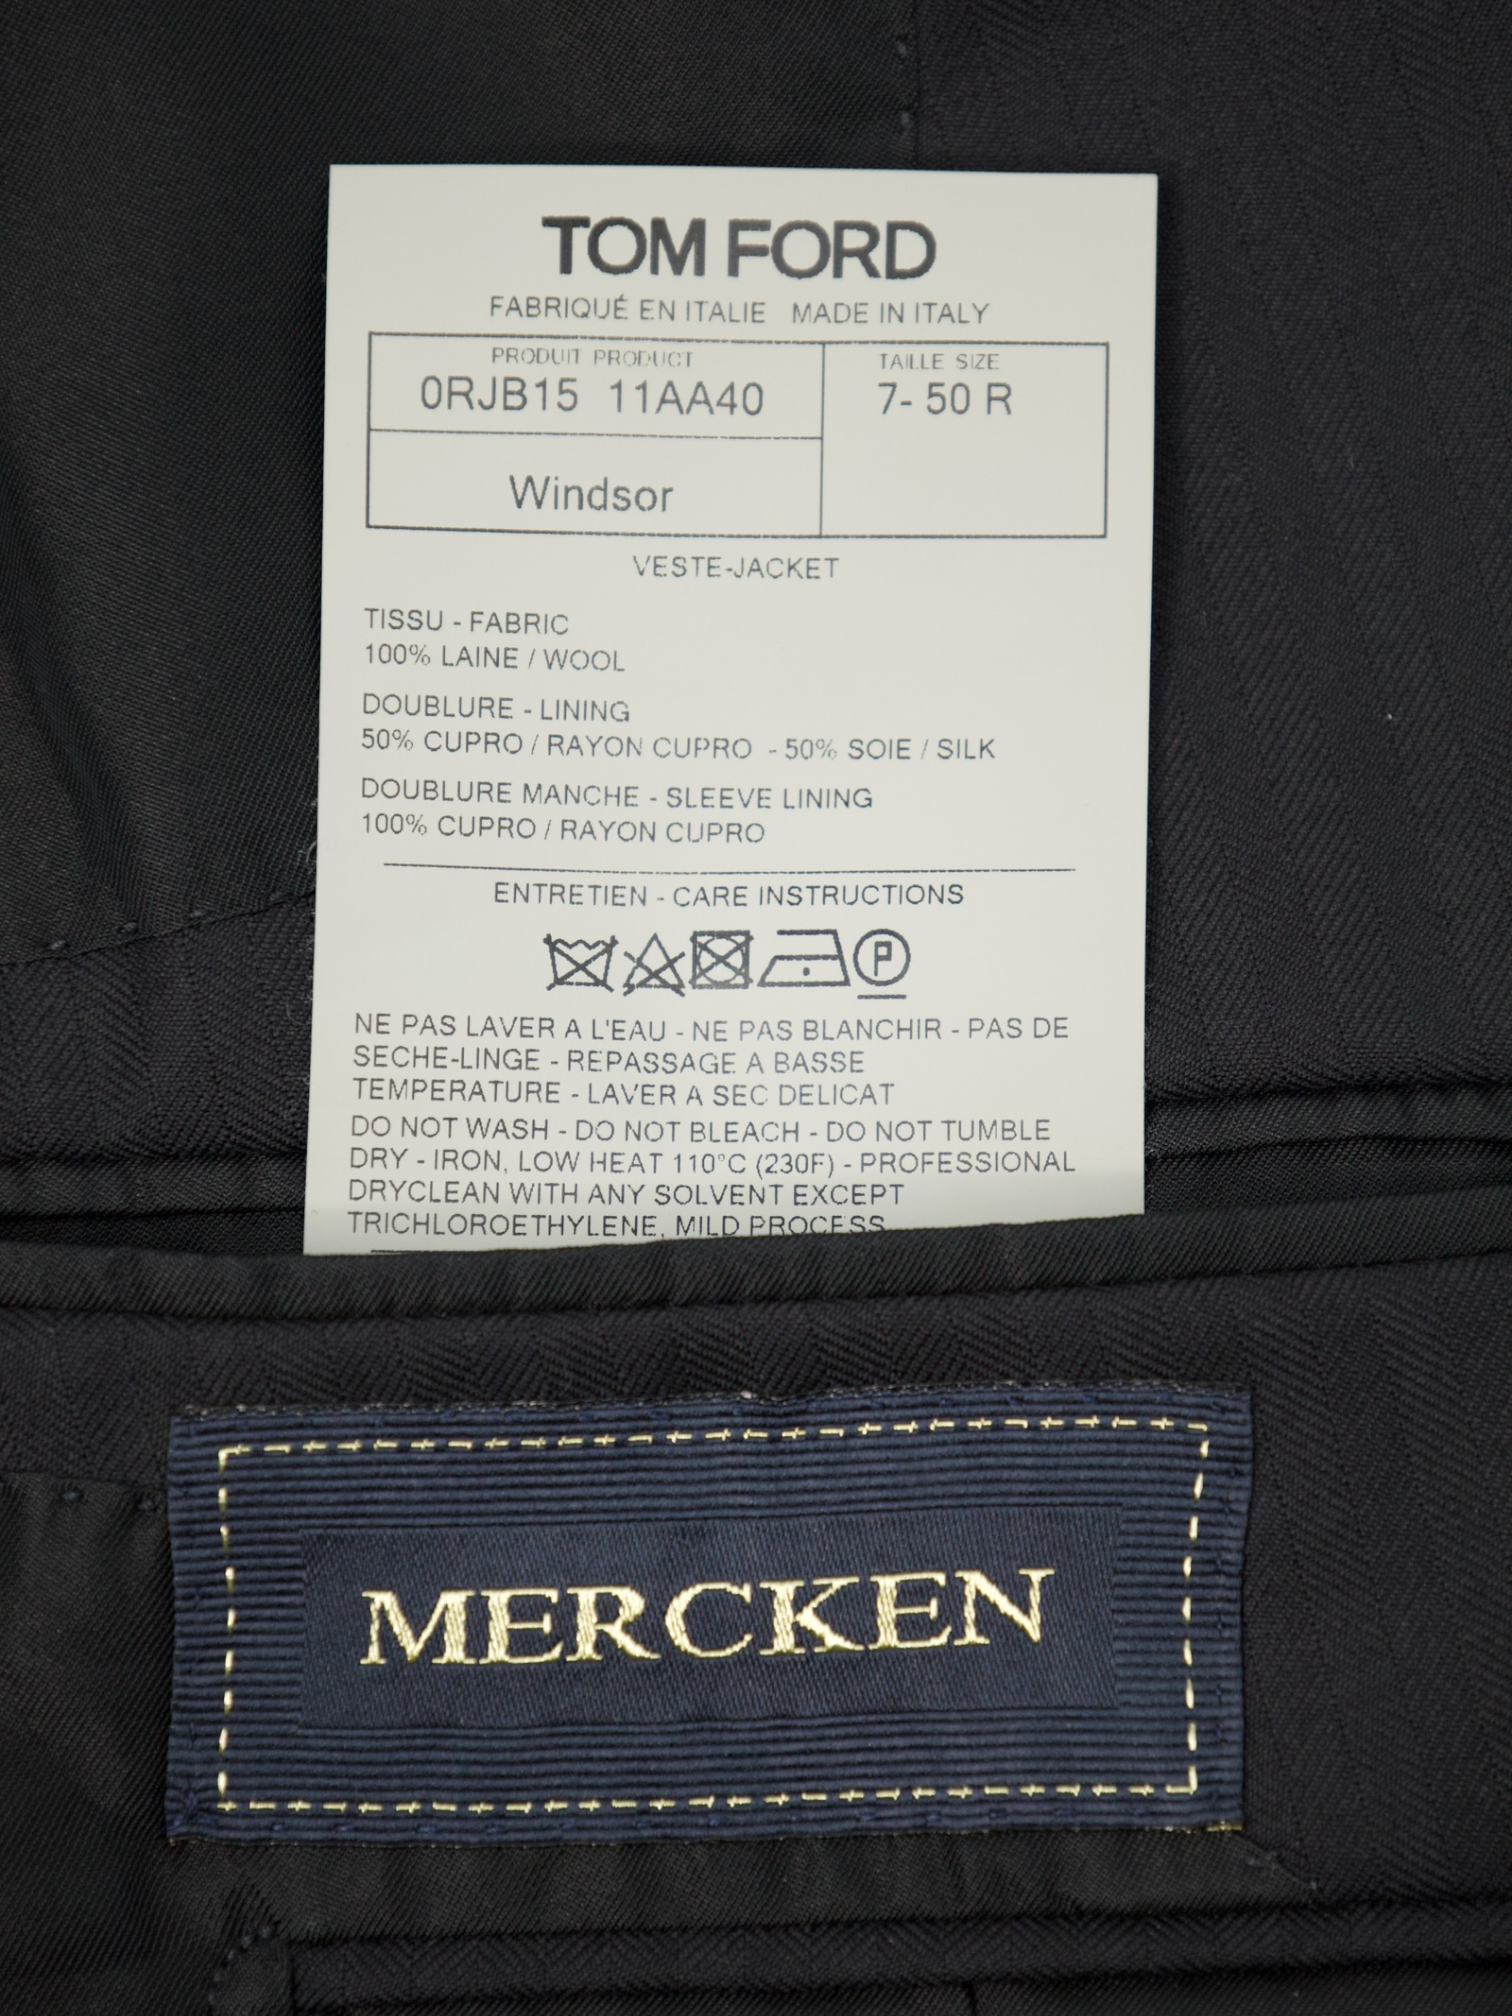 TOM FORD
FABRIQUÉ EN ITALIE MADE IN ITALY
PRODUIT PRODUCT
0RJB15 11AA40
TAILLE SIZE
7- 50 R
Windsor
VESTE-JACKET
TISSU - FABRIC
100% LAINE / WOOL
DOUBLURE - LINING
50% CUPRO / RAYON CUPRO - 50% SOIE / SILK
DOUBLURE MANCHE - SLEEVE LINING
100% CUPRO / RAYON CUPRO
ENTRETIEN - CARE INSTRUCTIONS
P
NE PAS LAVER A L'EAU - NE PAS BLANCHIR - PAS DE
SECHE-LINGE - REPASSAGE A BASSE
TEMPERATURE - LAVER A SEC DELICAT
DO NOT WASH - DO NOT BLEACH - DO NOT TUMBLE
DRY - IRON, LOW HEAT 110°C (230F) - PROFESSIONAL
DRYCLEAN WITH ANY SOLVENT EXCEPT
TRICHLOROETHYLENE, MILD PROCESS
MERCKEN